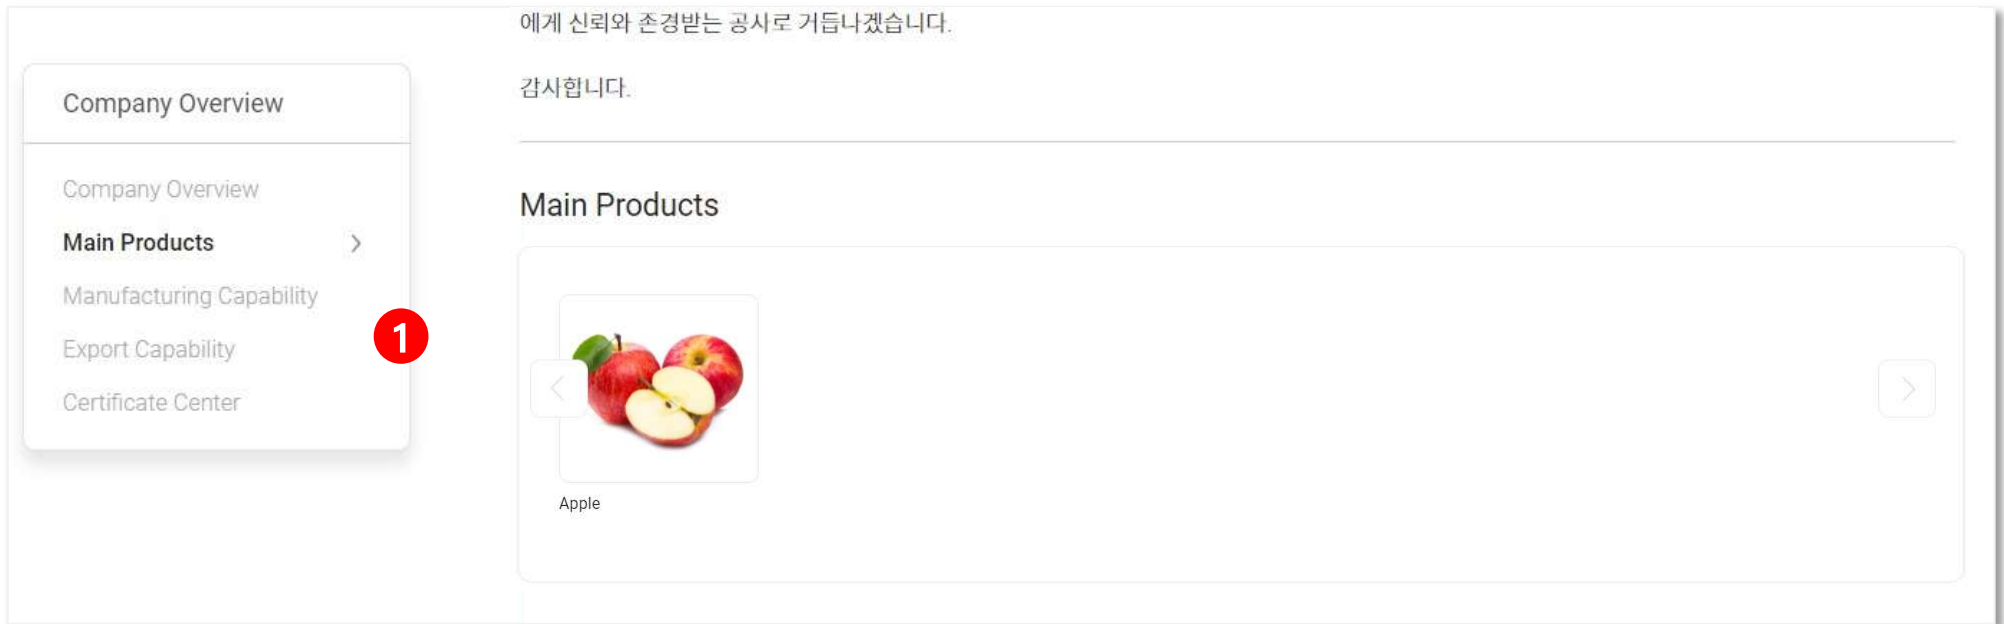 에게 신뢰와 존경받는 공사로 거듭나겠습니다.
감사합니다.
Company Overview
Company Overview
Main Products
Manufacturing Capability
Export Capability
Certificate Center
1
Main Products
Apple